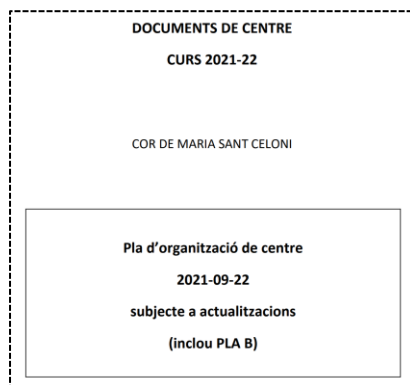 DOCUMENTS DE CENTRE
CURS 2021-22
COR DE MARIA SANT CELONI
Pla d'organització de centre
2021-09-22
subjecte a actualitzacions
(inclou PLA B)